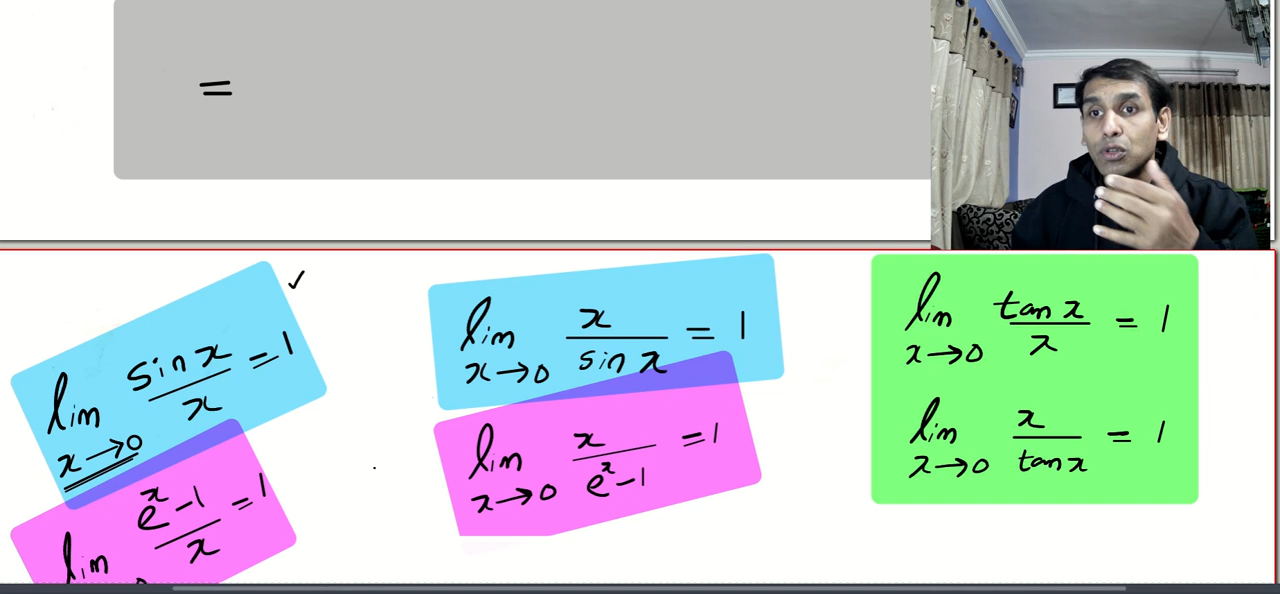 =
lim x→0 sin x / x = 1 ✓
lim x→0 x / sin x = 1
lim x→0 tan x / x = 1
lim x→0 x / tan x = 1
lim x→0 x / e^x - 1 = 1
lim e^x - 1 / x = 1